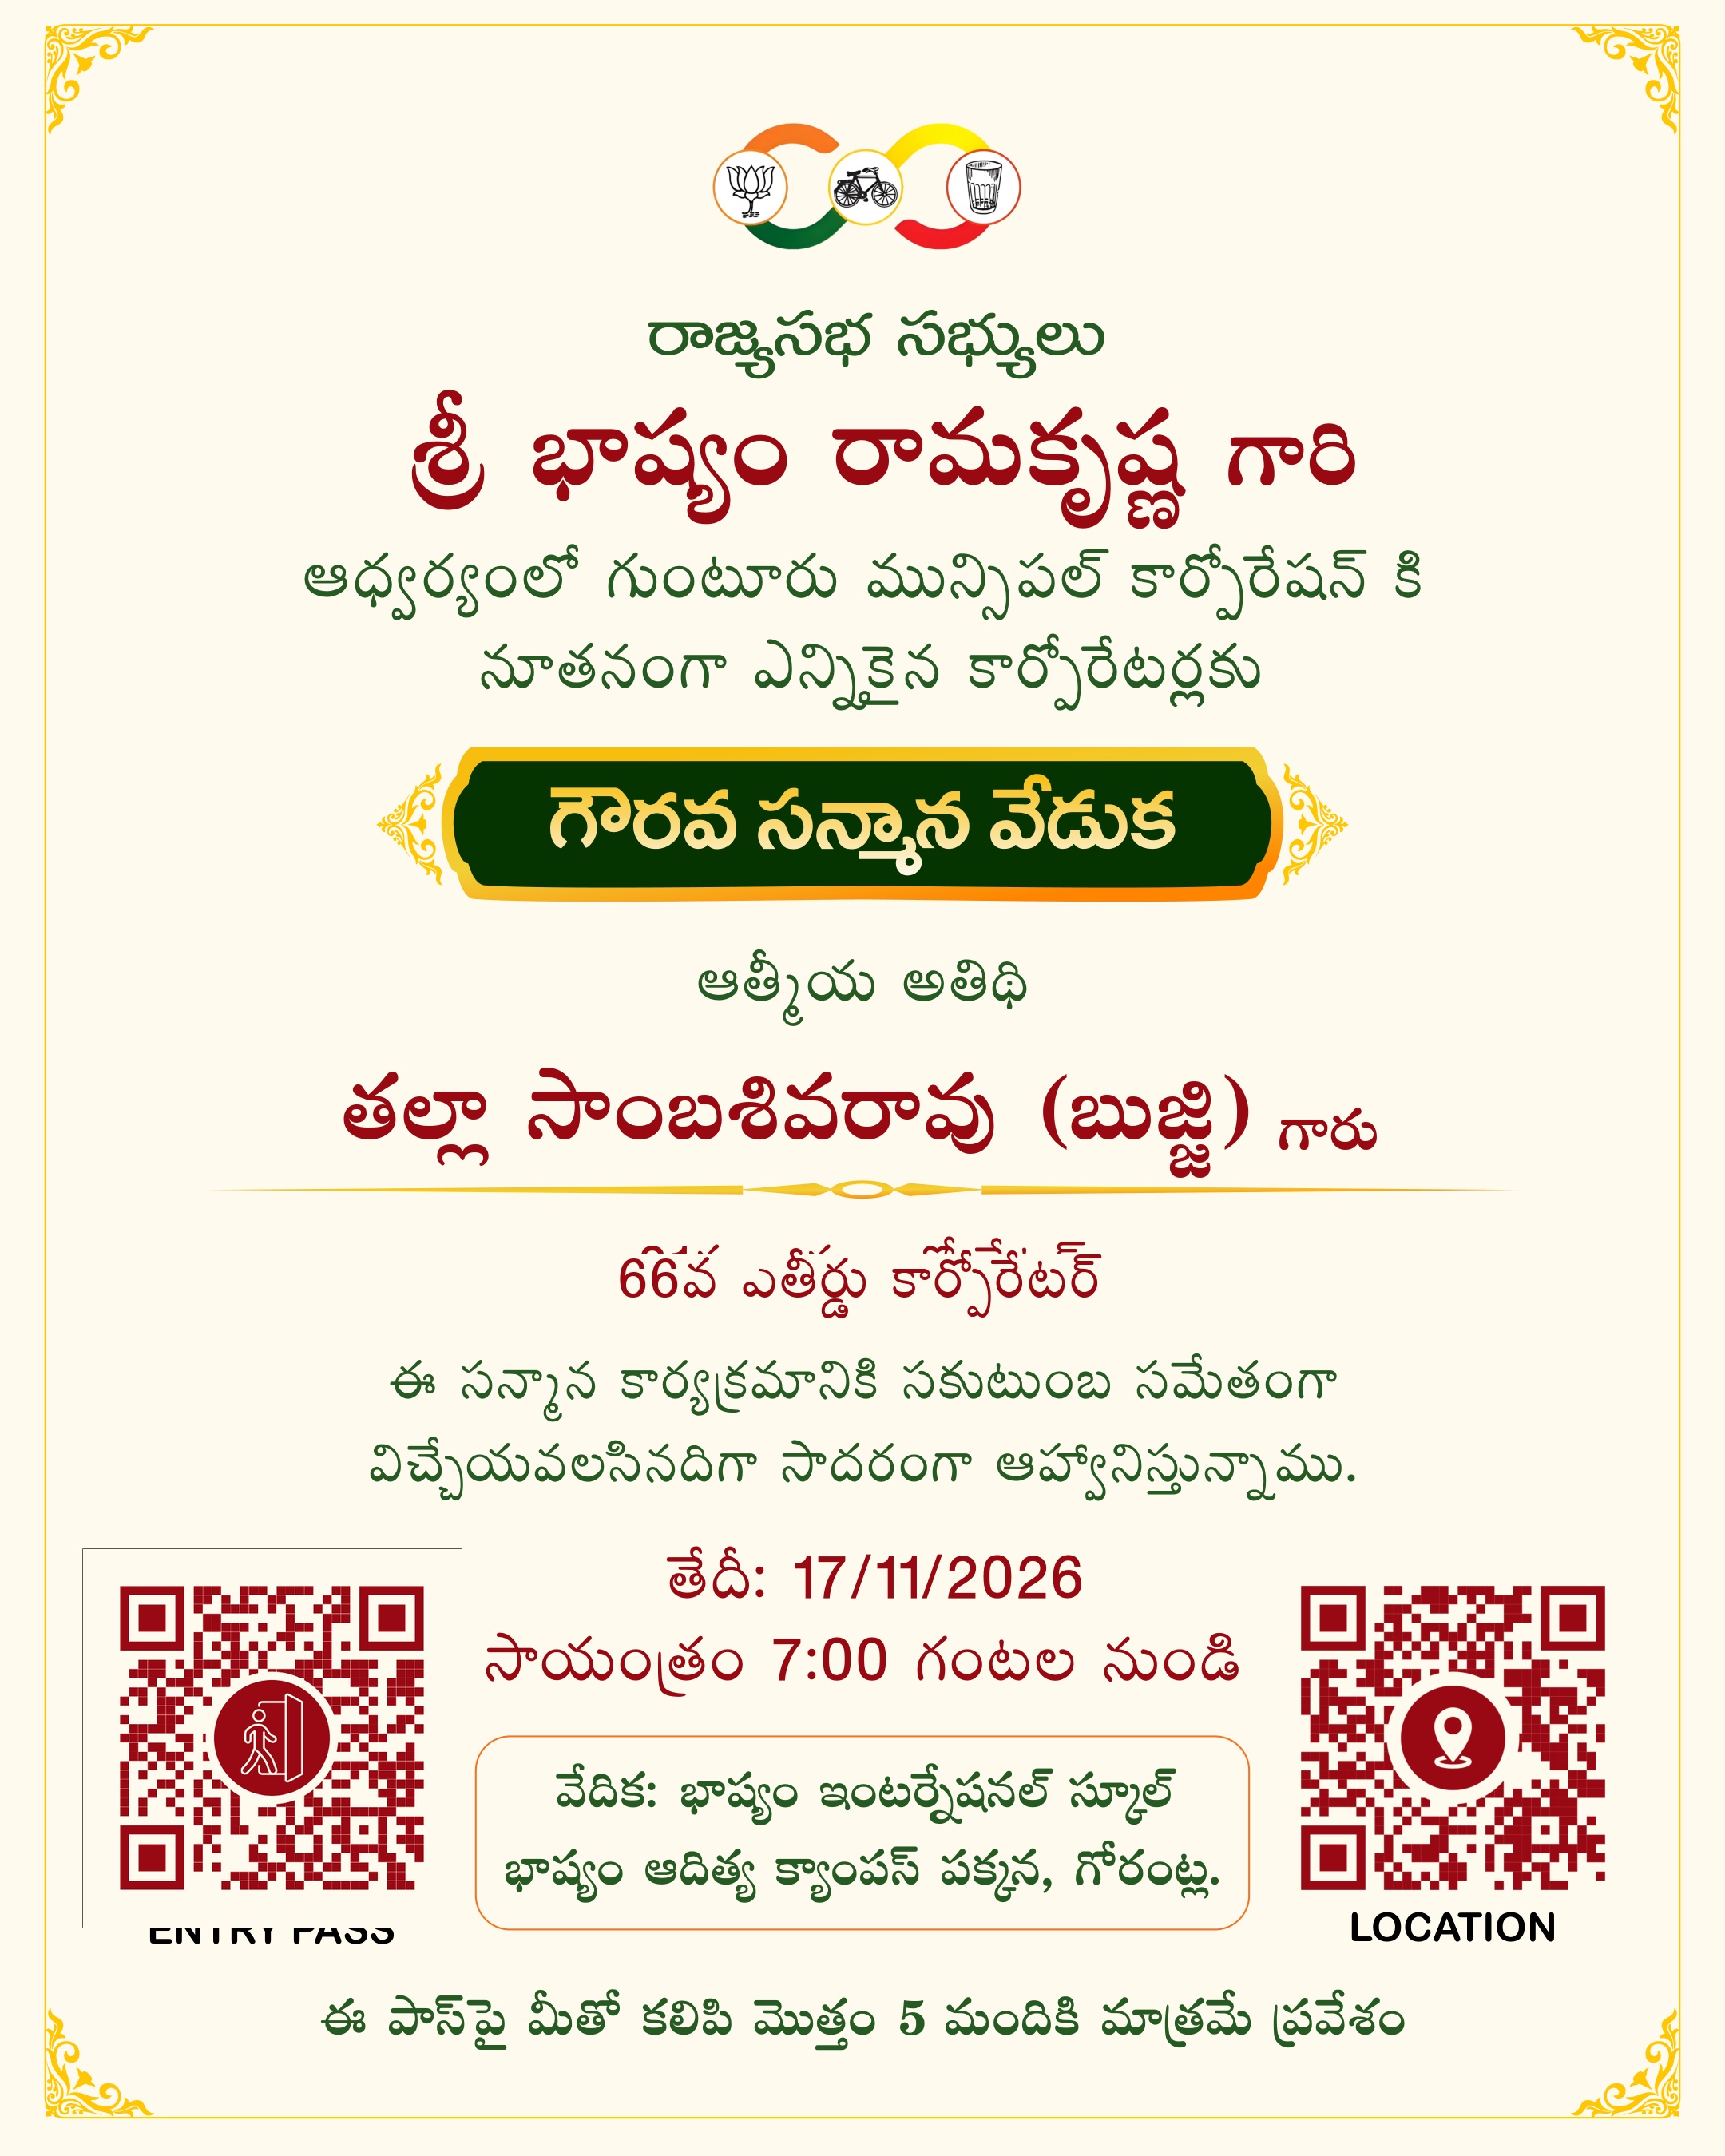 రాజ్యసభ సభ్యులు
శ్రీ భాష్యం రామకృష్ణ గారి
ఆధ్వర్యంలో గుంటూరు మున్సిపల్ కార్పోరేషన్ కి
నూతనంగా ఎన్నికైన కార్పోరేటర్లకు
గౌరవ సన్మాన వేడుక
ఆత్మీయ అతిథి
తల్లా సాంబశివరావు (బుజ్జి) గారు
66వ కార్పోరేటర్
ఈ సన్మాన కార్యక్రమానికి సకుటుంబ సమేతంగా
విచ్చేయవలసినదిగా సాదరంగా ఆహ్వానిస్తున్నాము.
తేదీ: 17/11/2026
సాయంత్రం 7:00 గంటల నుండి
వేదిక: భాష్యం ఇంటర్నేషనల్ స్కూల్
భాష్యం ఆదిత్య క్యాంపస్ పక్కన, గోరంట్ల.
ENTRY PASS
LOCATION
ఈ పాస్‌పై మీతో కలిపి మొత్తం 5 మందికి మాత్రమే ప్రవేశం